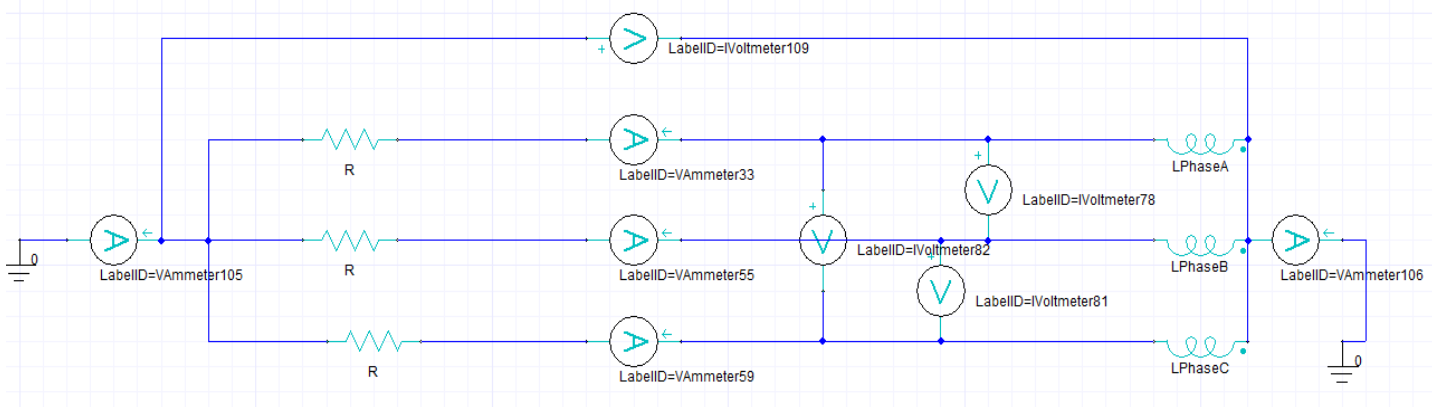 +
V
LabelID=IVoltmeter109
R
A
LabelID=VAmmeter33
LPhaseA
+
V
LabelID=IVoltmeter78
0
A
LabelID=VAmmeter105
R
A
LabelID=VAmmeter55
+
V
LabelID=IVoltmeter82
LPhaseB
A
LabelID=VAmmeter106
+
V
LabelID=IVoltmeter81
R
A
LabelID=VAmmeter59
LPhaseC
0